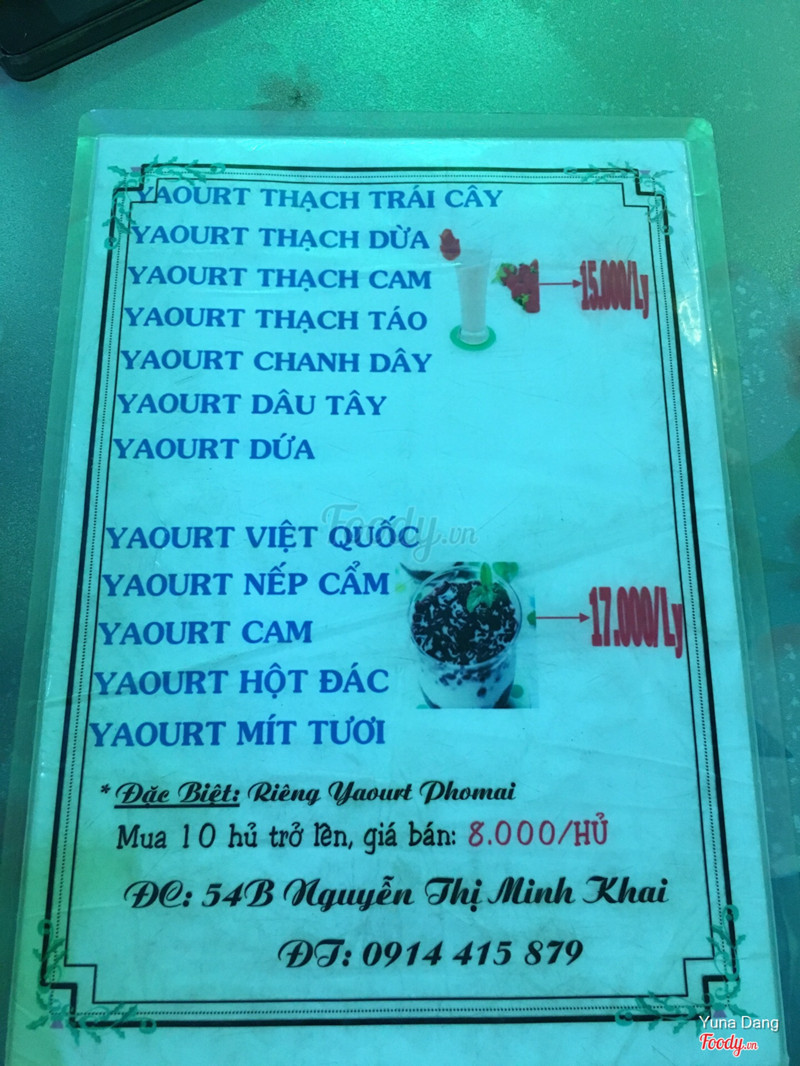 YAOURT THẠCH TRÁI CÂY
YAOURT THẠCH DỪA
YAOURT THẠCH CAM
15.000/Ly
YAOURT THẠCH TÁO
YAOURT CHANH DÂY
YAOURT DÂU TÂY
YAOURT DỨA
Foody.vn
YAOURT VIỆT QUỐC
YAOURT NẾP CẨM
17.000/Ly
YAOURT CAM
YAOURT HỘT ĐÁC
YAOURT MÍT TƯƠI
* Đặc Biệt: Riêng Yaourt Phomai
Mua 10 hủ trở lên, giá bán: 8.000/HỦ
ĐC: 54B Nguyễn Thị Minh Khai
ĐT: 0914 415 879
Yuna Dang
Foody.vn